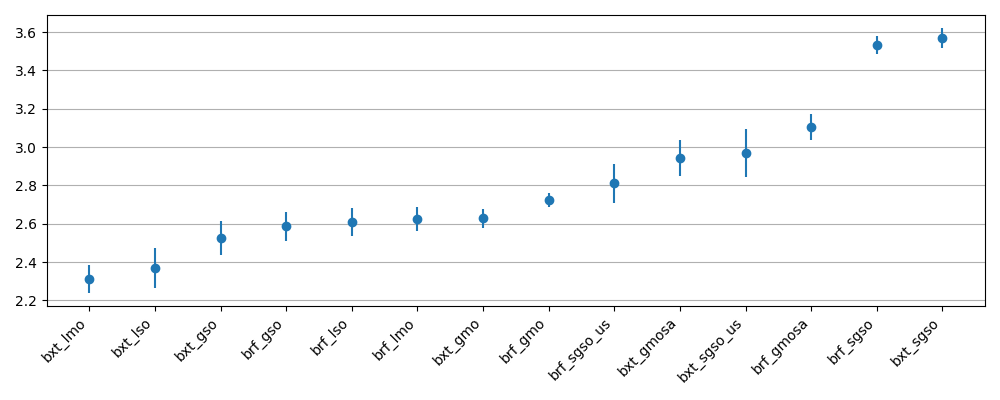 3.6
3.4
3.2
3.0
2.8
2.6
2.4
2.2
bxt_lmo
bxt_lso
bxt_gso
brf_gso
brf_lso
brf_lmo
bxt_gmo
brf_gmo
brf_sgso_us
bxt_gmosa
bxt_sgso_us
brf_gmosa
brf_sgso
bxt_sgso